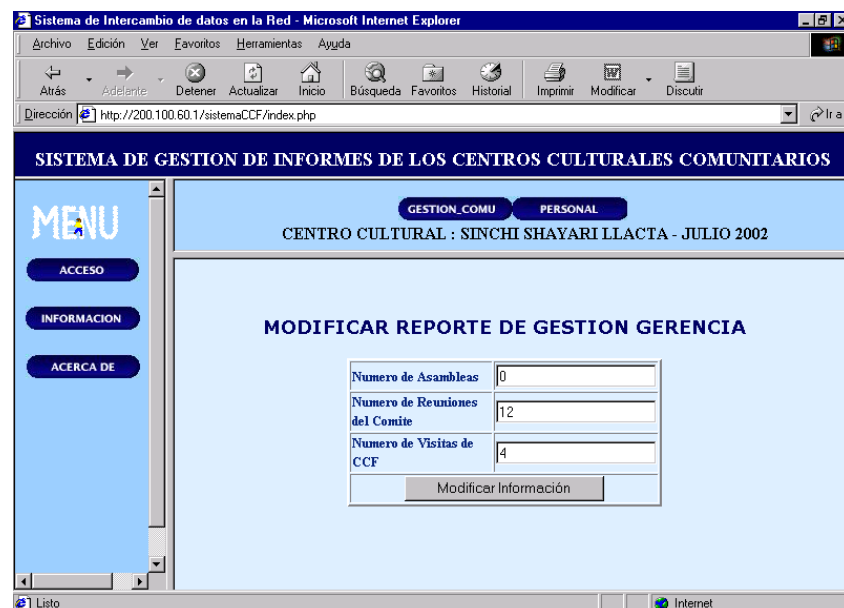 Sistema de Intercambio de datos en la Red - Microsoft Internet Explorer
Archivo Edición Ver Favoritos Herramientas Ayuda
Atrás Adelante Detener Actualizar Inicio Búsqueda Favoritos Historial Imprimir Modificar Discutir
Dirección http://200.100.60.1/sistemaCCF/index.php Ir a
SISTEMA DE GESTION DE INFORMES DE LOS CENTROS CULTURALES COMUNITARIOS
MENU
ACCESO
INFORMACION
ACERCA DE
GESTION_COMU PERSONAL
CENTRO CULTURAL : SINCHI SHAYARI LLACTA - JULIO 2002
MODIFICAR REPORTE DE GESTION GERENCIA
Numero de Asambleas 0
Numero de Reuniones
del Comite 12
Numero de Visitas de
CCF 4
Modificar Información
Listo Internet